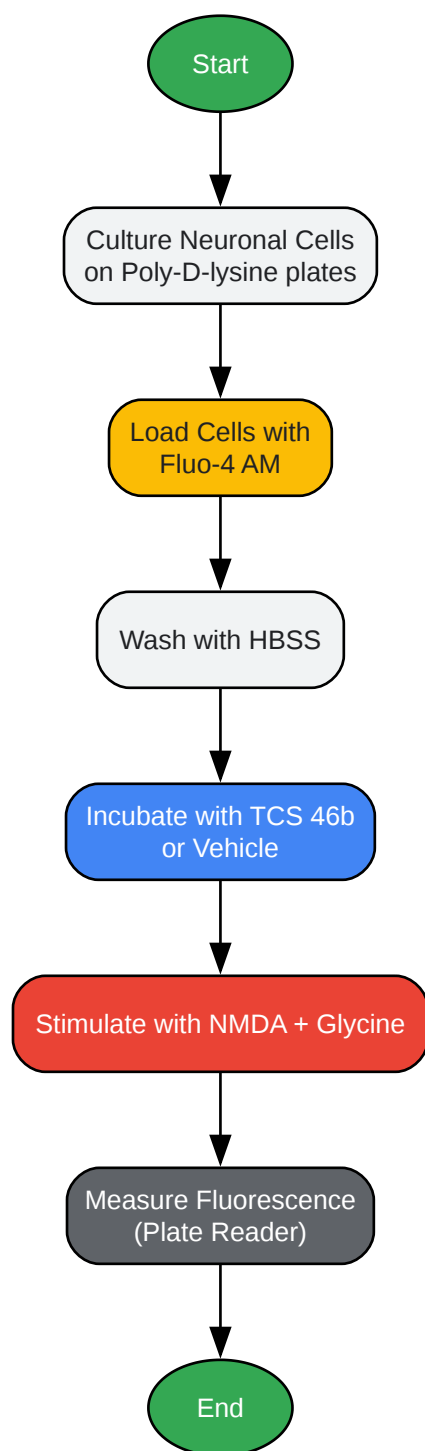 Start
Culture Neuronal Cells
on Poly-D-lysine plates
Load Cells with
Fluo-4 AM
Wash with HBSS
Incubate with TCS 46b
or Vehicle
Stimulate with NMDA + Glycine
Measure Fluorescence
(Plate Reader)
End